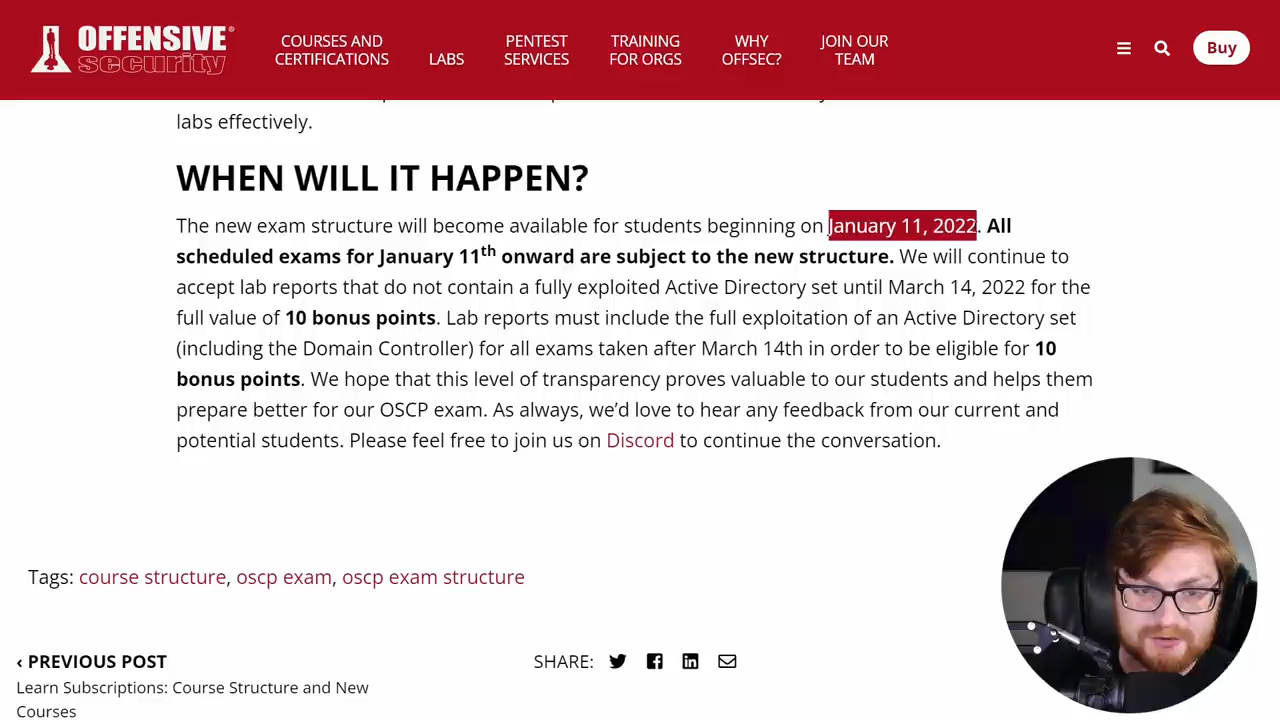 OFFENSIVE®
security
COURSES AND
CERTIFICATIONS
LABS
PENTEST
SERVICES
TRAINING
FOR ORGS
WHY
OFFSEC?
JOIN OUR
TEAM
Buy
labs effectively.
WHEN WILL IT HAPPEN?
The new exam structure will become available for students beginning on January 11, 2022. All
scheduled exams for January 11th onward are subject to the new structure. We will continue to
accept lab reports that do not contain a fully exploited Active Directory set until March 14, 2022 for the
full value of 10 bonus points. Lab reports must include the full exploitation of an Active Directory set
(including the Domain Controller) for all exams taken after March 14th in order to be eligible for 10
bonus points. We hope that this level of transparency proves valuable to our students and helps them
prepare better for our OSCP exam. As always, we’d love to hear any feedback from our current and
potential students. Please feel free to join us on Discord to continue the conversation.
Tags: course structure, oscp exam, oscp exam structure
‹ PREVIOUS POST
SHARE:
Learn Subscriptions: Course Structure and New
Courses